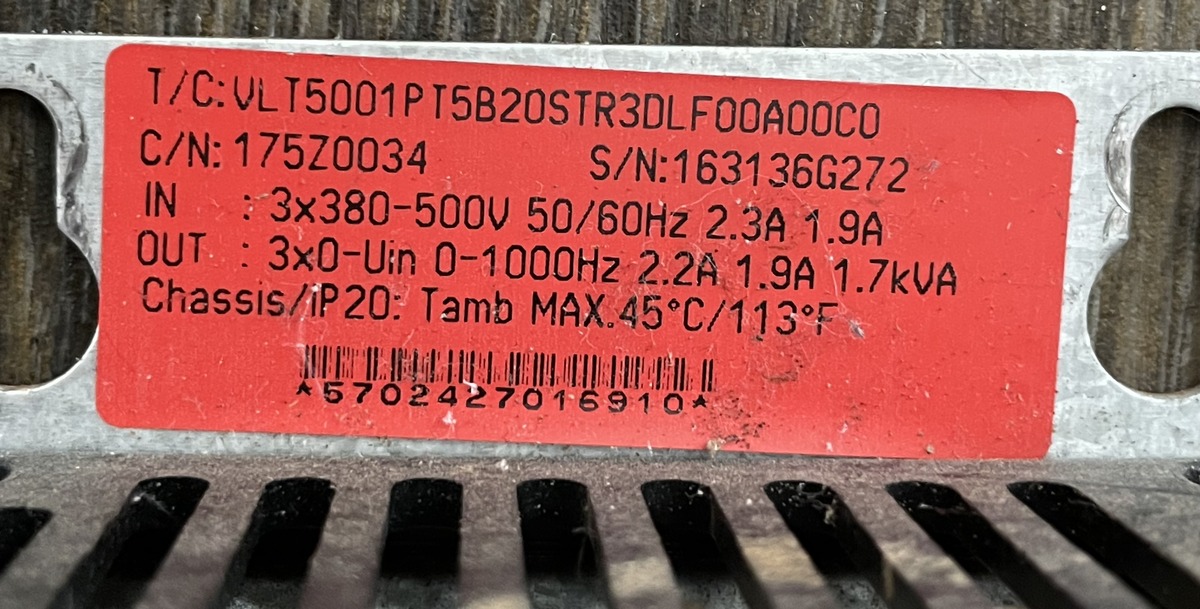 T/C:VLT5001PT5B20STR3DLF00A00C0
C/N: 175Z0034 S/N:163136G272
IN : 3x380-500V 50/60Hz 2.3A 1.9A
OUT : 3x0-Uin 0-1000Hz 2.2A 1.9A 1.7kVA
Chassis/IP20: Tamb MAX.45°C/113°F
*5702427016910*